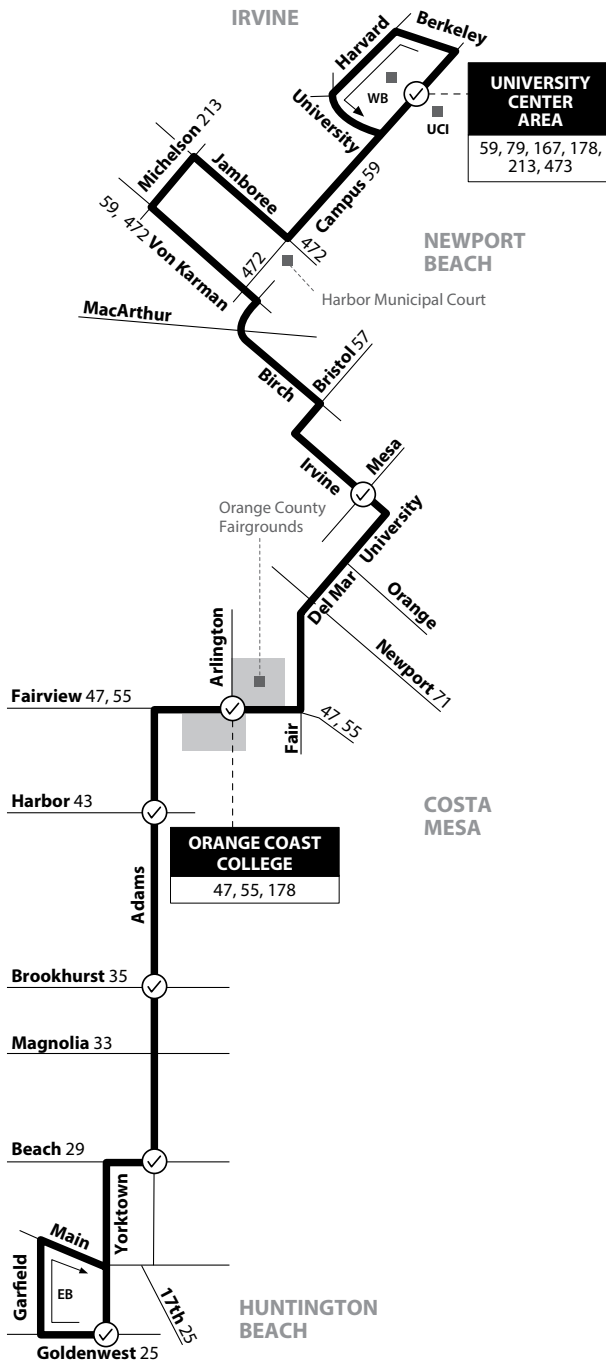 IRVINE
Harvard
Berkeley
WB
University
UCI
UNIVERSITY
CENTER
AREA
59, 79, 167, 178,
213, 473
Michelson 213
Jamboree
Campus 59
59, 472
Von Karman
472
472
NEWPORT
BEACH
Harbor Municipal Court
MacArthur
Birch
Bristol 57
Irvine
Mesa
University
Orange County
Fairgrounds
Del Mar
Orange
Newport 71
Arlington
Fairview 47, 55
Fair
47, 55
Harbor 43
COSTA
MESA
ORANGE COAST
COLLEGE
47, 55, 178
Adams
Brookhurst 35
Magnolia 33
Beach 29
Yorktown
Main
Garfield
EB
17th 25
HUNTINGTON
BEACH
Goldenwest 25